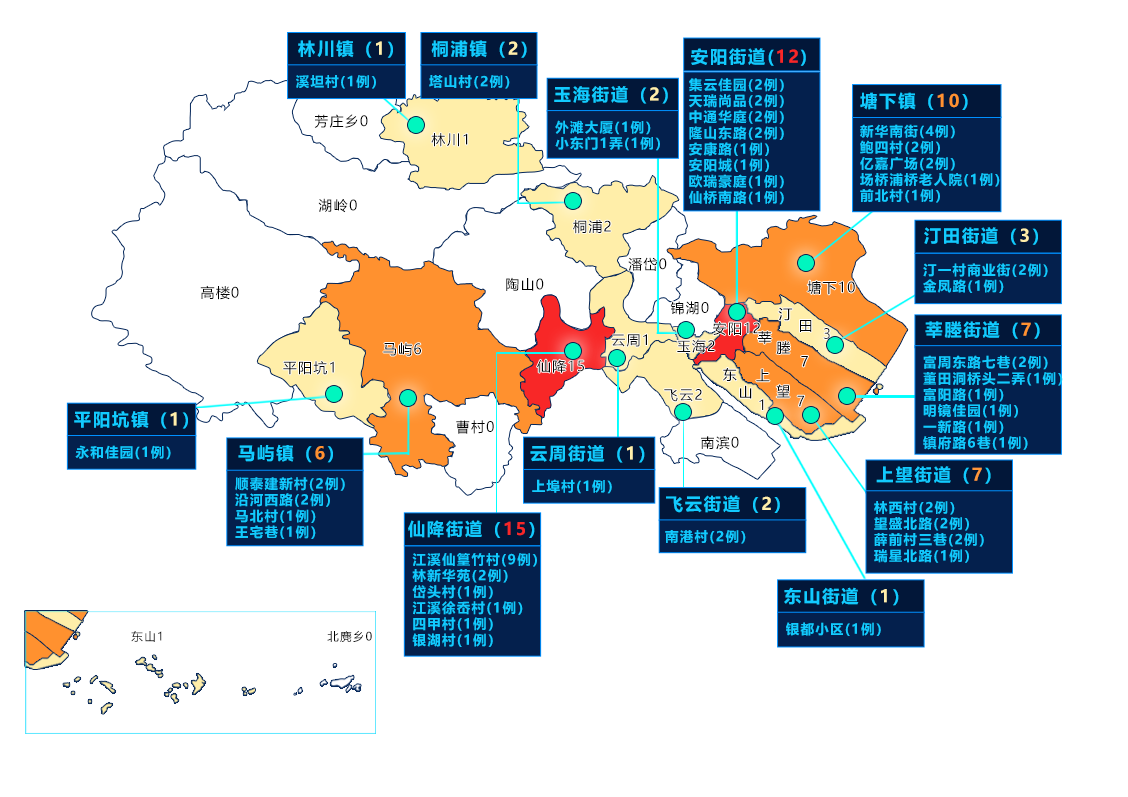 林川镇（1）
溪坦村(1例)
桐浦镇（2）
塔山村(2例)
玉海街道（2）
外滩大厦(1例)
小东门1弄(1例)
安阳街道(12)
集云佳园(2例)
天瑞尚品(2例)
中通华庭(2例)
隆山东路(2例)
安康路(1例)
安阳城(1例)
欧瑞豪庭(1例)
仙桥南路(1例)
塘下镇（10）
新华南街(4例)
鲍四村(2例)
亿嘉广场(2例)
场桥浦桥老人院(1例)
前北村(1例)
汀田街道（3）
汀一村商业街(2例)
金凤路(1例)
莘塍街道（7）
富周东路七巷(2例)
董田洞桥头二弄(1例)
富阳路(1例)
明镜佳园(1例)
一新路(1例)
镇府路6巷(1例)
上望街道（7）
林西村(2例)
望盛北路(2例)
薛前村三巷(2例)
瑞星北路(1例)
东山街道（1）
银都小区(1例)
飞云街道（2）
南港村(2例)
云周街道（1）
上埠村(1例)
仙降街道（15）
江溪仙篁竹村(9例)
林新华苑(2例)
岱头村(1例)
江溪徐岙村(1例)
四甲村(1例)
银湖村(1例)
马屿镇（6）
顺泰建新村(2例)
沿河西路(2例)
马北村(1例)
王宅巷(1例)
平阳坑镇（1）
永和佳园(1例)
芳庄乡0
林川1
湖岭0
高楼0
桐浦2
潘岱0
陶山0
锦湖0
塘下10
汀田3
安阳12
莘塍7
云周1
玉海2
马屿6
平阳坑1
仙降15
东山1
上望7
飞云2
曹村0
南滨0
东山1
北鹿乡0